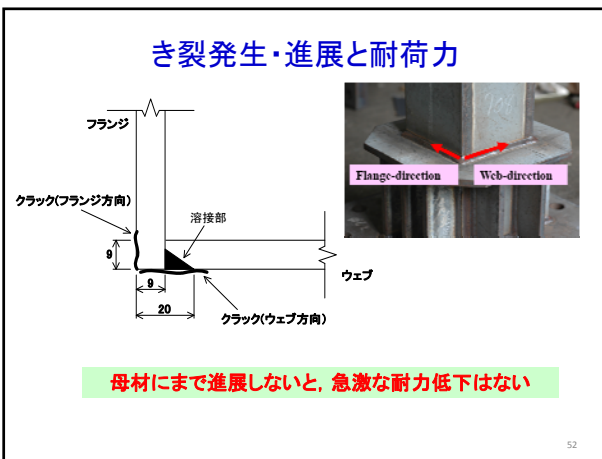 き裂発生・進展と耐荷力
フランジ
クラック(フランジ方向)
溶接部
9
9
20
ウェブ
クラック(ウェブ方向)
Flange-direction
Web-direction
母材にまで進展しないと, 急激な耐力低下はない
52